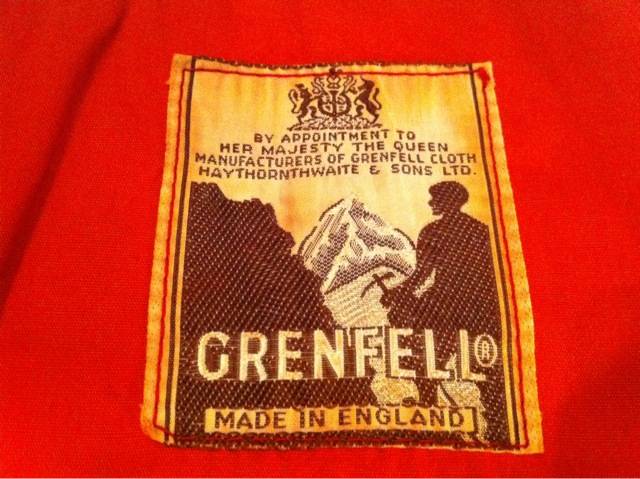 BY APPOINTMENT TO
HER MAJESTY THE QUEEN
MANUFACTURERS OF GRENFELL CLOTH
HAYTHORNTHWAITE & SONS LTD.
GRENFELL®
MADE IN ENGLAND